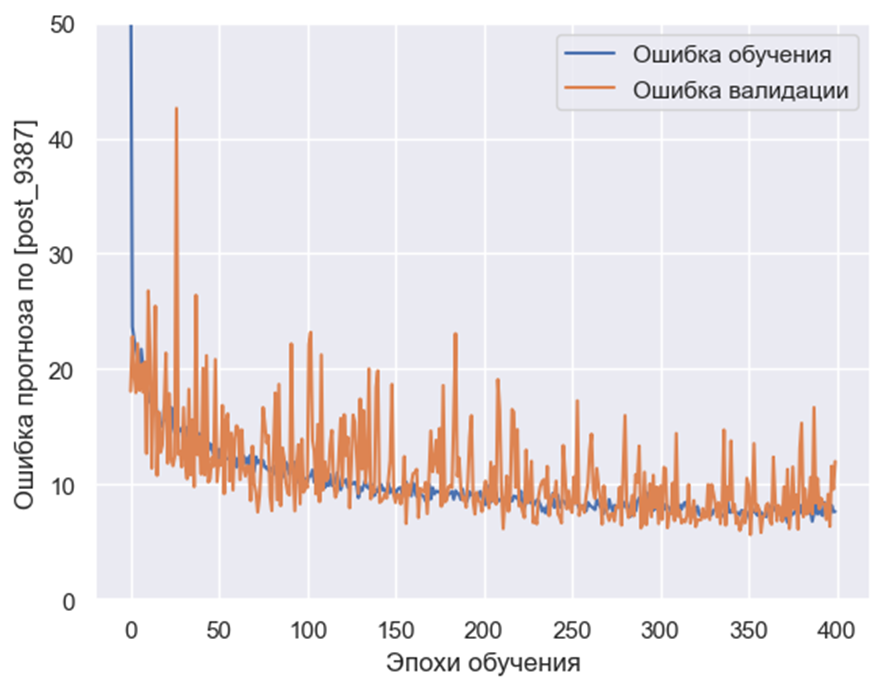 50
40
30
20
10
0
Ошибка прогноза по [post_9387]
Ошибка обучения
Ошибка валидации
0 50 100 150 200 250 300 350 400
Эпохи обучения